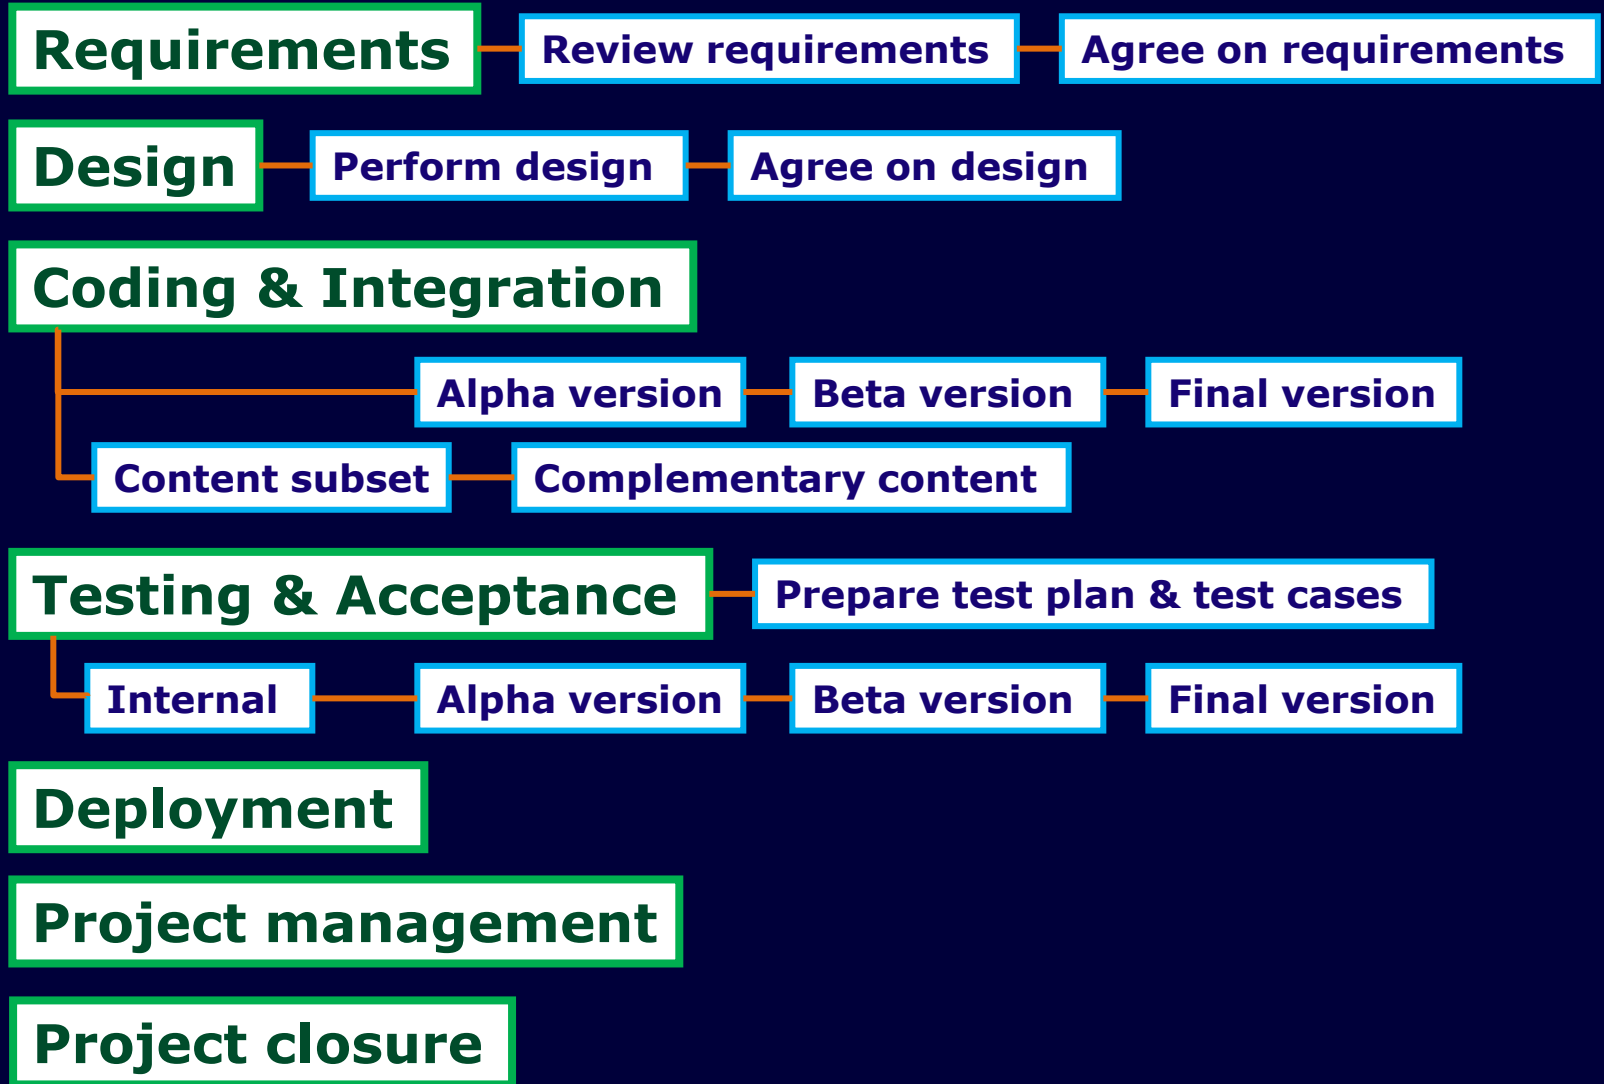 Requirements
Review requirements
Agree on requirements
Design
Perform design
Agree on design
Coding & Integration
Alpha version
Beta version
Final version
Content subset
Complementary content
Testing & Acceptance
Prepare test plan & test cases
Internal
Alpha version
Beta version
Final version
Deployment
Project management
Project closure